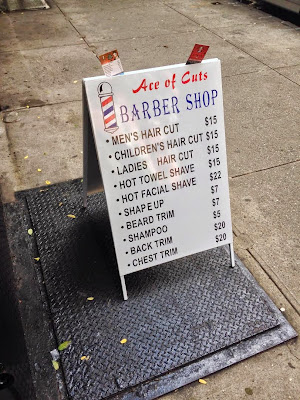 Ace of Cuts
BARBER SHOP
• MEN'S HAIR CUT $15
• CHILDREN'S HAIR CUT $15
• LADIES HAIR CUT $15
• HOT TOWEL SHAVE $15
• HOT FACIAL SHAVE $22
• SHAPE UP $7
• BEARD TRIM $7
• SHAMPOO $5
• BACK TRIM $20
• CHEST TRIM $20